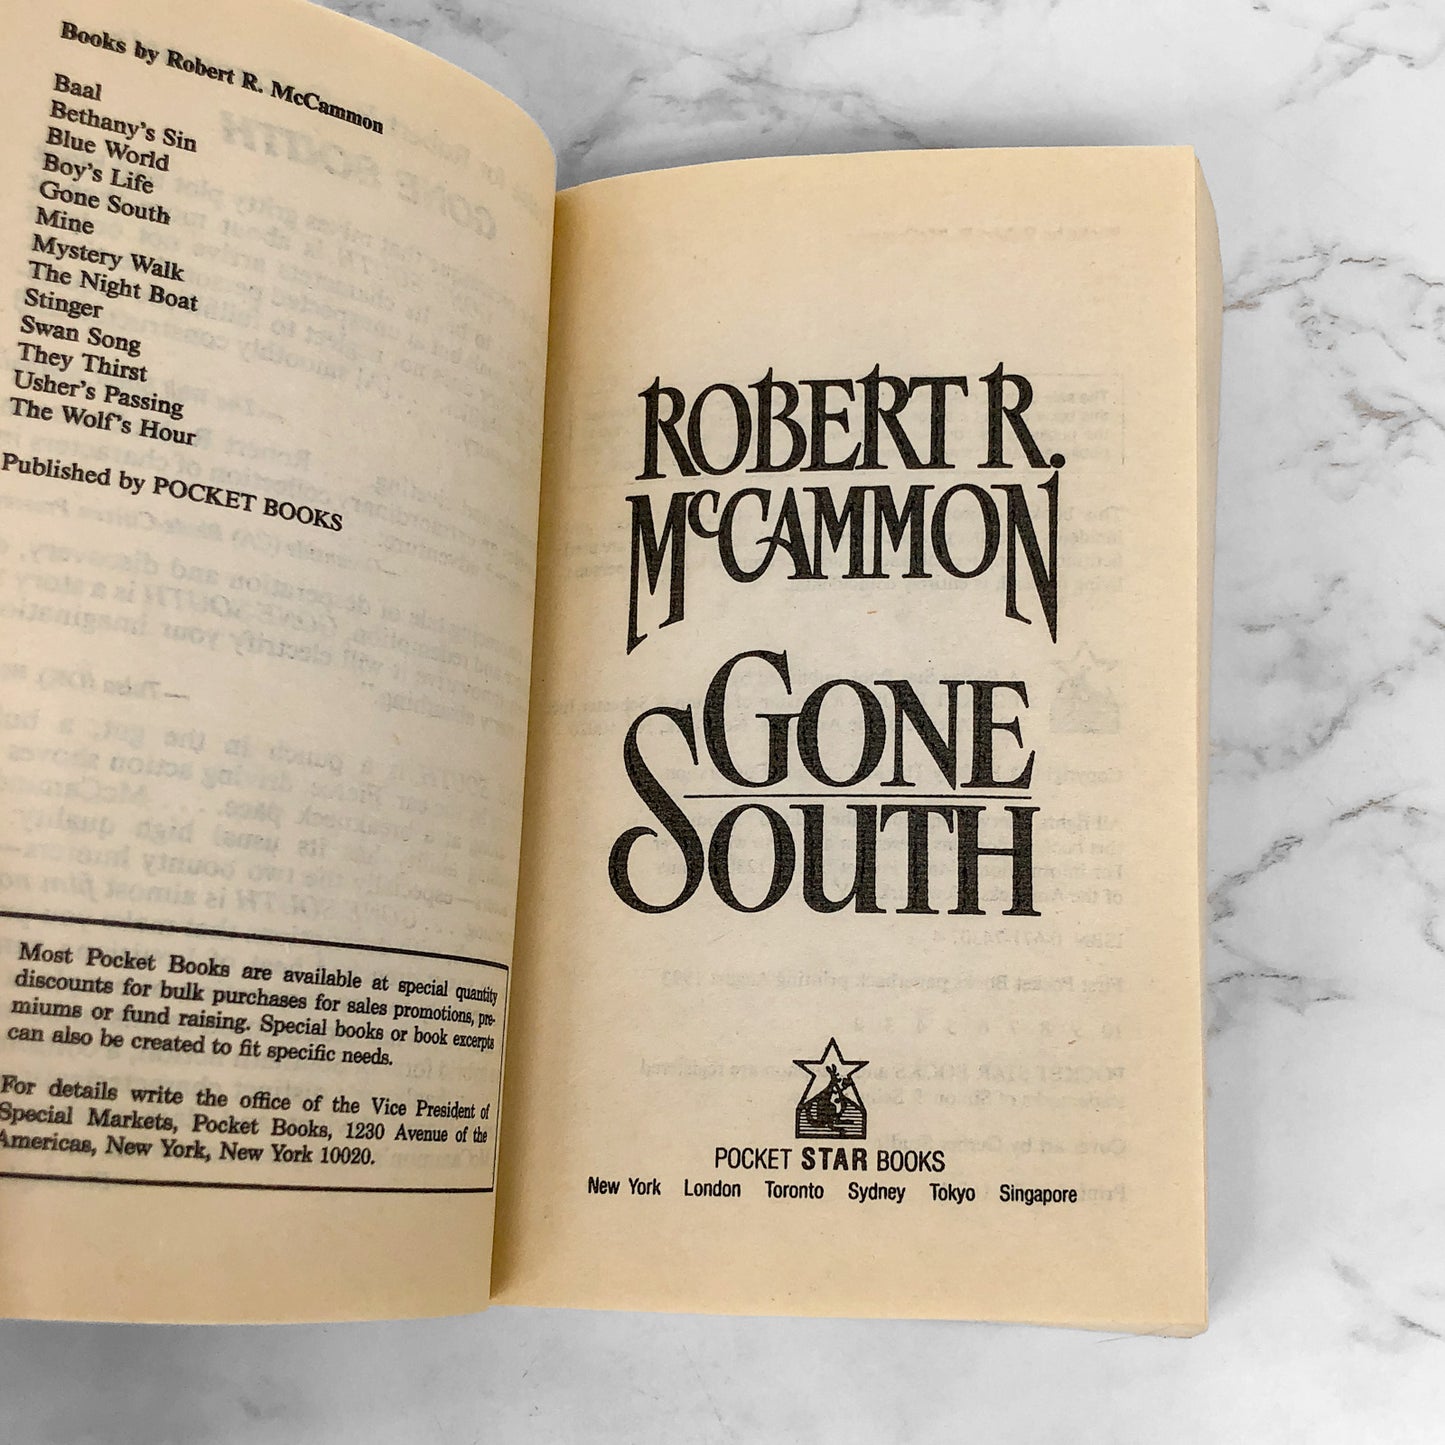 Books by Robert R. McCammon
Baal
Bethany's Sin
Blue World
Boy's Life
Gone South
Mine
Mystery Walk
The Night Boat
Stinger
Swan Song
They Thirst
Usher's Passing
The Wolf's Hour
Published by POCKET BOOKS
Most Pocket Books are available at special quantity
discounts for bulk purchases for sales promotions, pre-
miums or fund raising. Special books or book excerpts
can also be created to fit specific needs.
For details write the office of the Vice President of
Special Markets, Pocket Books, 1230 Avenue of the
Americas, New York, New York 10020.
ROBERT R.
MCCAMMON
GONE
SOUTH
POCKET STAR BOOKS
New York London Toronto Sydney Tokyo Singapore